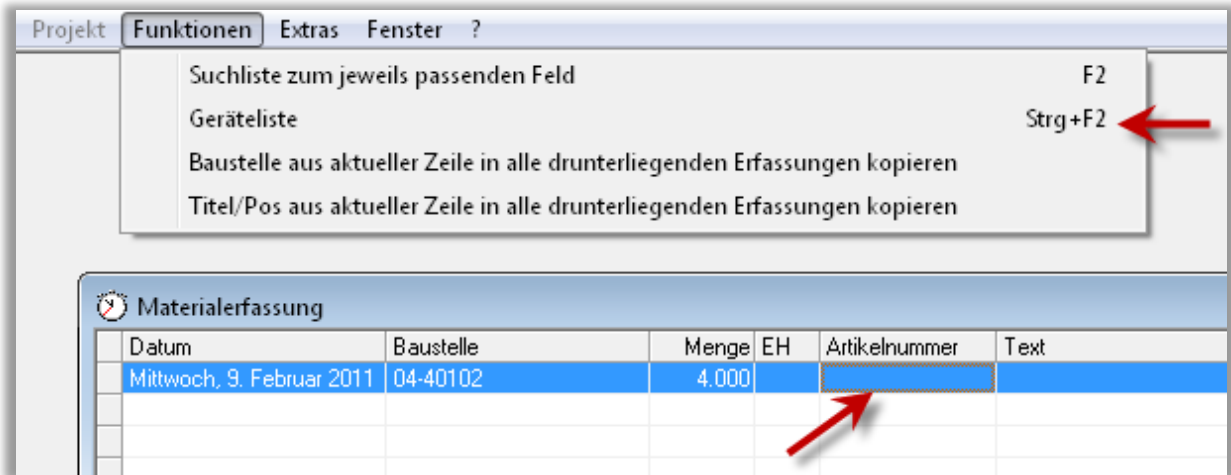 Projekt Funktionen Extras Fenster ?
Suchliste zum jeweils passenden Feld F2
Geräteliste Strg+F2
Baustelle aus aktueller Zeile in alle drunterliegenden Erfassungen kopieren
Titel/Pos aus aktueller Zeile in alle drunterliegenden Erfassungen kopieren
Materialerfassung
Datum Baustelle Menge EH Artikelnummer Text
Mittwoch, 9. Februar 2011 04-40102 4.000